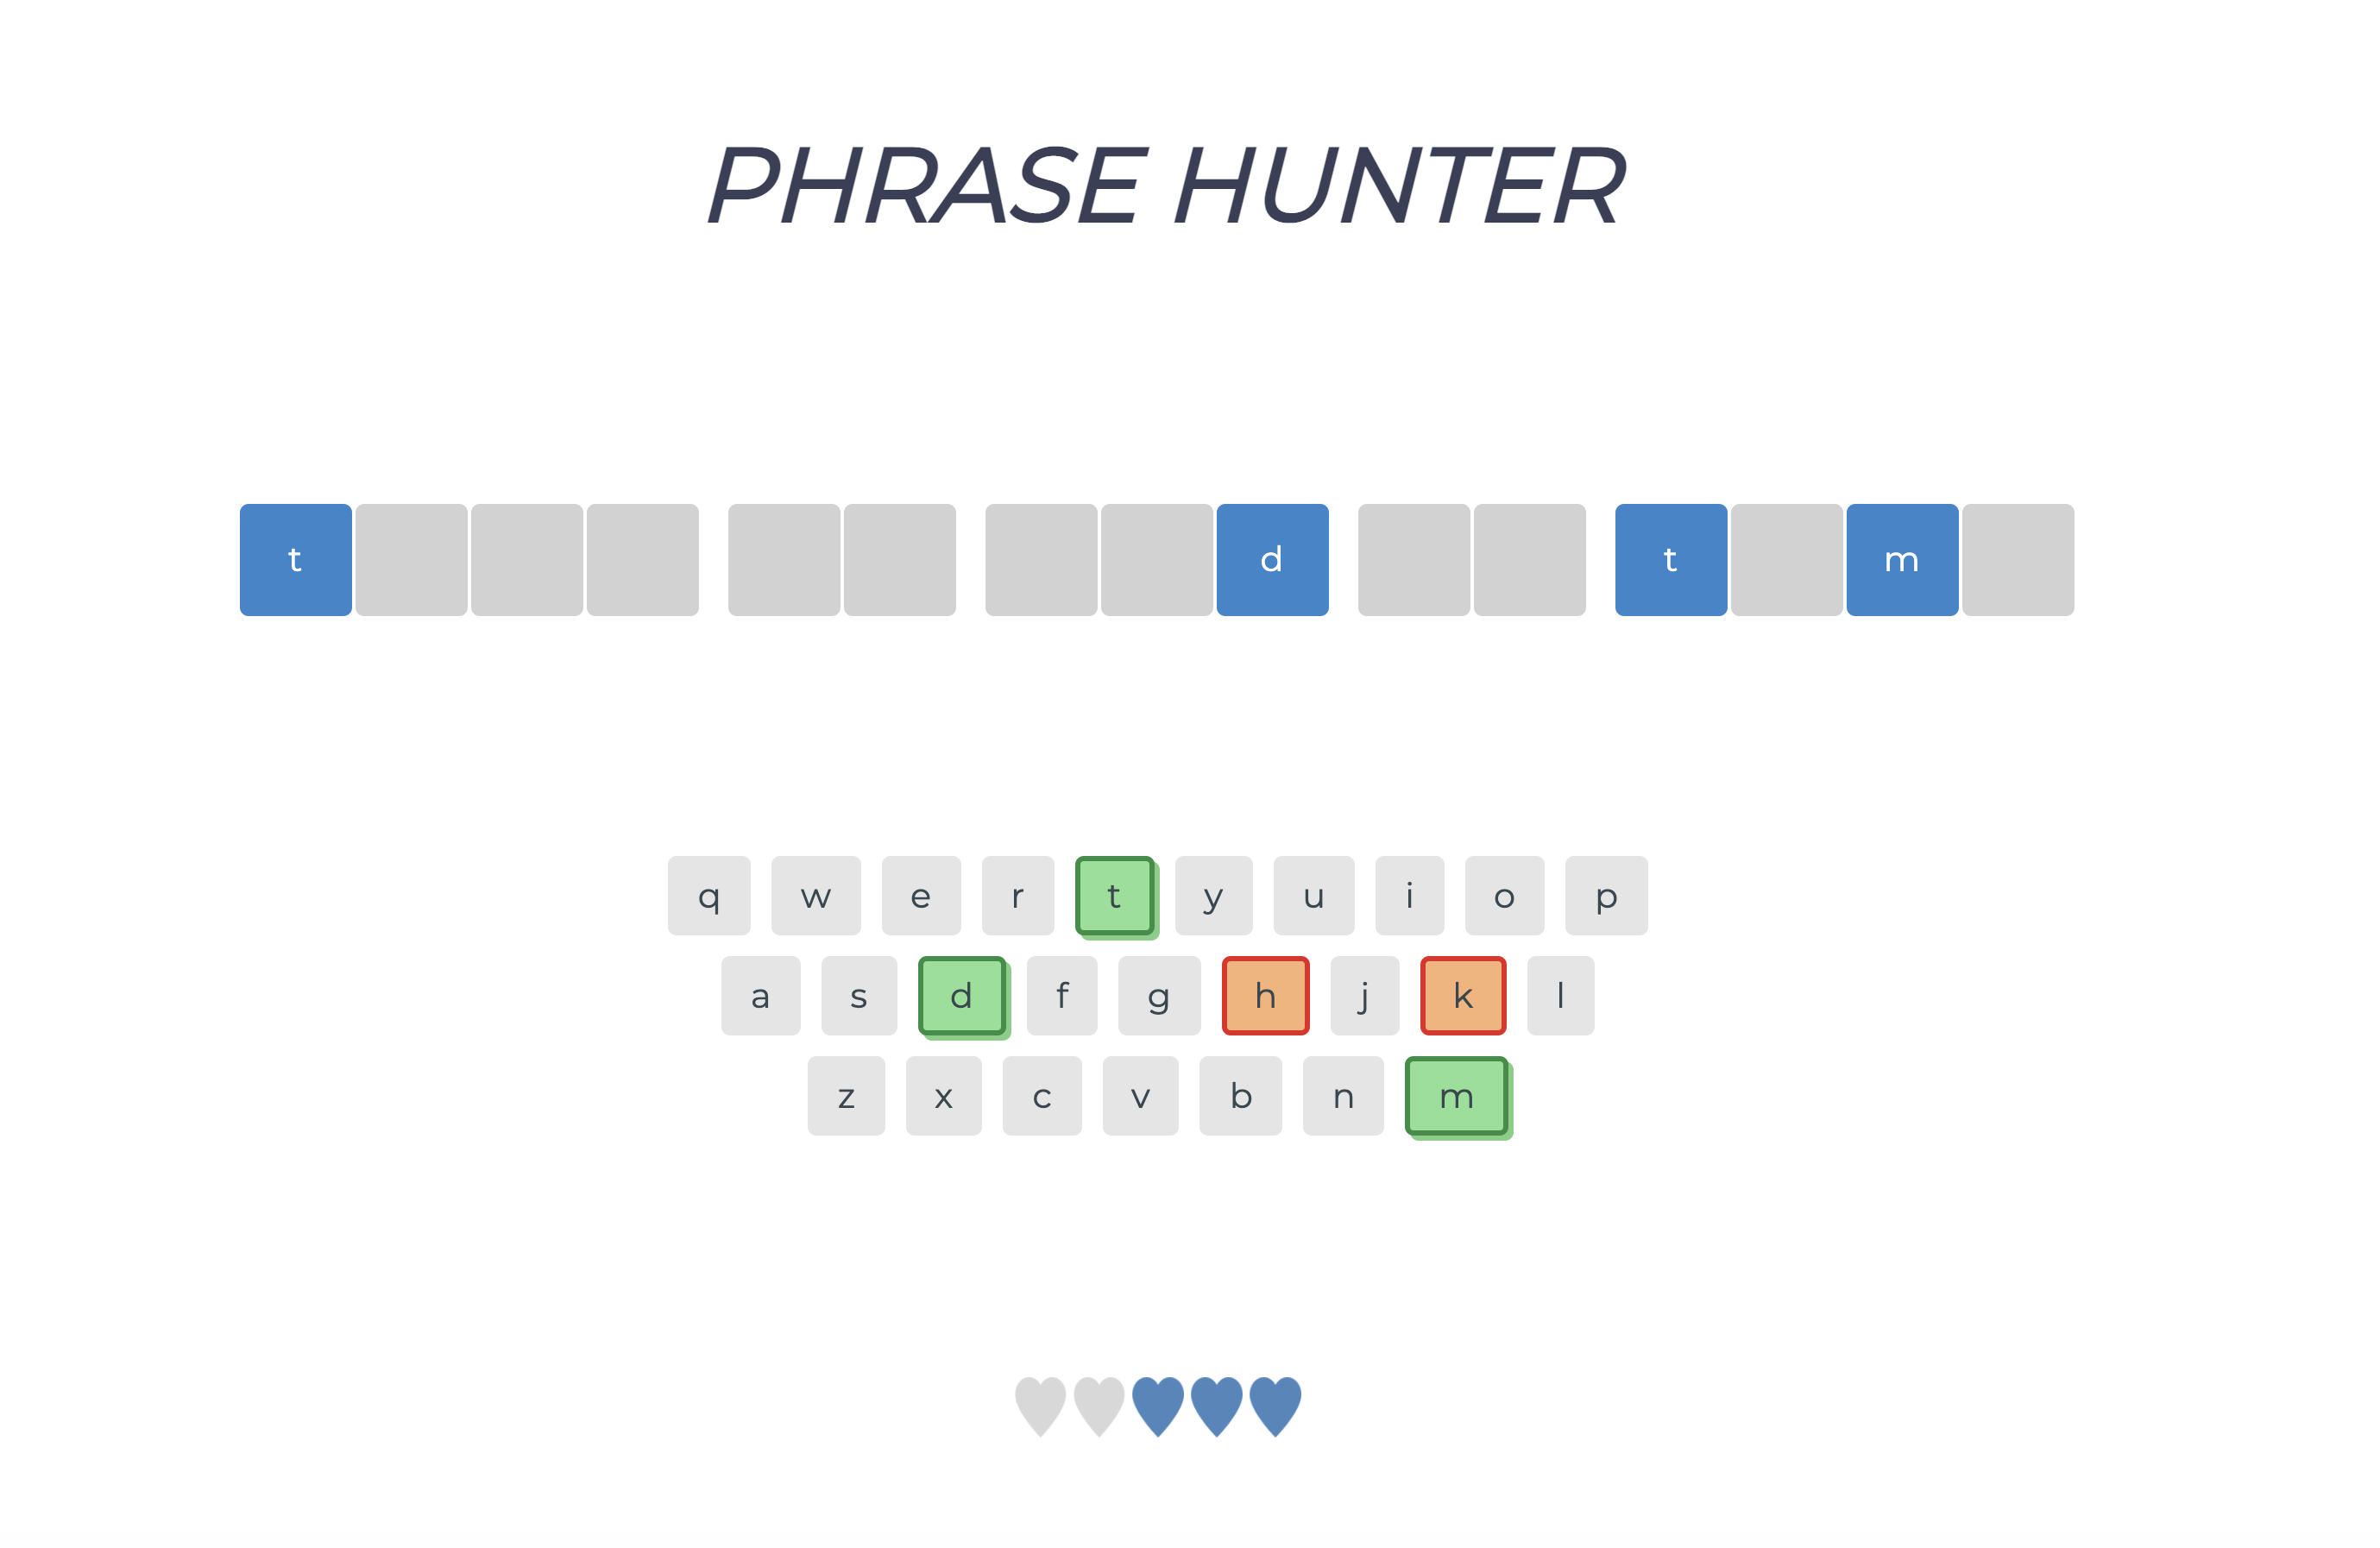 PHRASE HUNTER
t d t m
q w e r t y u i o p
a s d f g h j k l
z x c v b n m